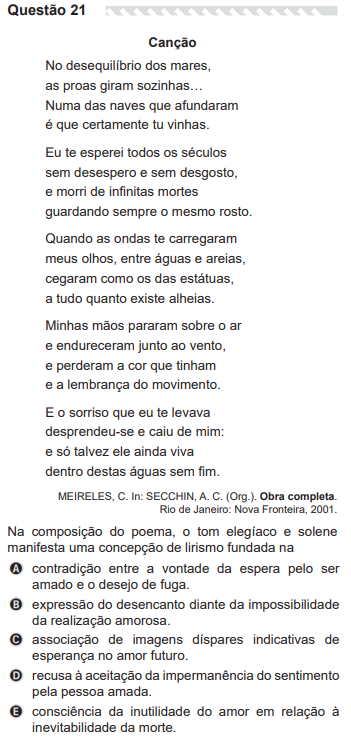 Questão 21
Canção
No desequilíbrio dos mares,
as proas giram sozinhas…
Numa das naves que afundaram
é que certamente tu vinhas.
Eu te esperei todos os séculos
sem desespero e sem desgosto,
e morri de infinitas mortes
guardando sempre o mesmo rosto.
Quando as ondas te carregaram
meus olhos, entre águas e areias,
cegaram como os das estátuas,
a tudo quanto existe alheias.
Minhas mãos pararam sobre o ar
e endureceram junto ao vento,
e perderam a cor que tinham
e a lembrança do movimento.
E o sorriso que eu te levava
desprendeu-se e caiu de mim:
e só talvez ele ainda viva
dentro destas águas sem fim.
MEIRELES, C. In: SECCHIN, A. C. (Org.). Obra completa.
Rio de Janeiro: Nova Fronteira, 2001.
Na composição do poema, o tom elegíaco e solene
manifesta uma concepção de lirismo fundada na
A contradição entre a vontade da espera pelo ser
amado e o desejo de fuga.
B expressão do desencanto diante da impossibilidade
da realização amorosa.
C associação de imagens díspares indicativas de
esperança no amor futuro.
D recusa à aceitação da impermanência do sentimento
pela pessoa amada.
E consciência da inutilidade do amor em relação à
inevitabilidade da morte.